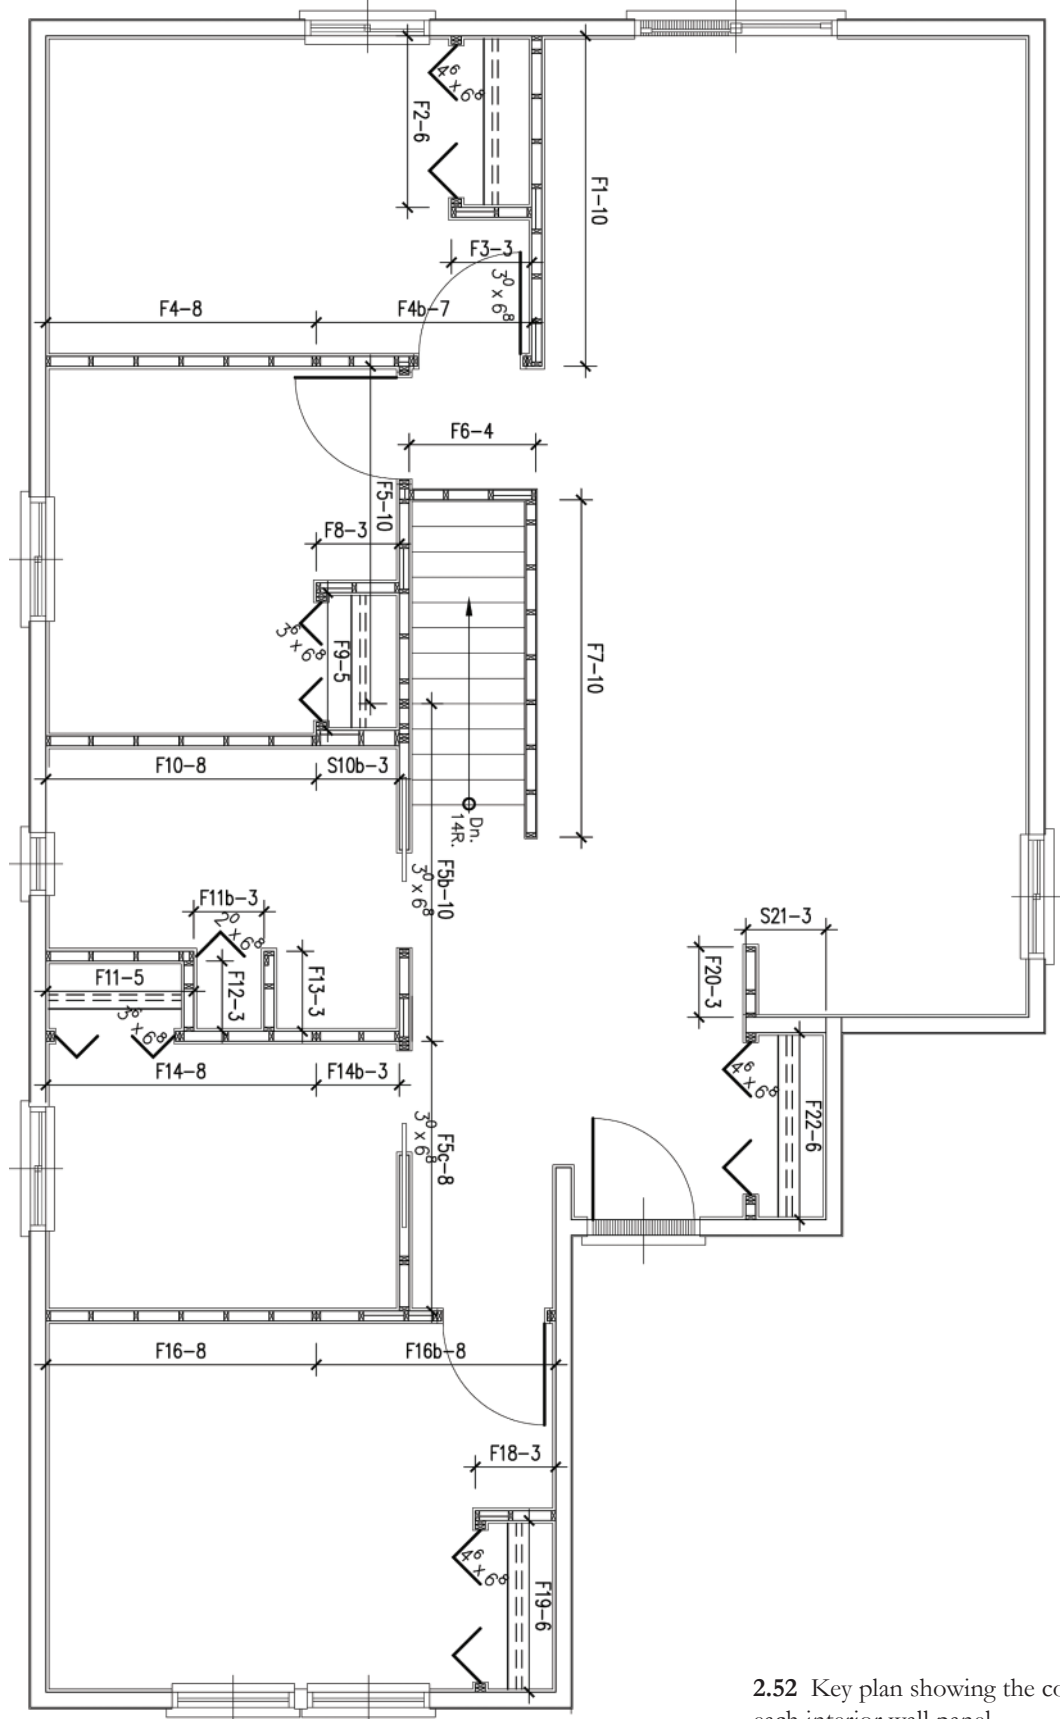 4⁶ x 6⁸
F2-6
F1-10
F3-3
3⁰ x 6⁸
F4-8
F4b-7
F6-4
F5-10
F8-3
3⁶ x 6⁸
F9-5
F7-10
F10-8
S10b-3
Dn.
14R.
F5b-10
3⁰ x 6⁸
F11b-3
2⁰ x 6⁸
S21-3
F20-3
F11-5
F12-3
F13-3
3⁶ x 6⁸
F14-8
F14b-3
4⁶ x 6⁸
F22-6
F5c-8
3⁰ x 6⁸
F16-8
F16b-8
F18-3
4⁶ x 6⁸
F19-6
2.52 Key plan showing the
each interior wall panel